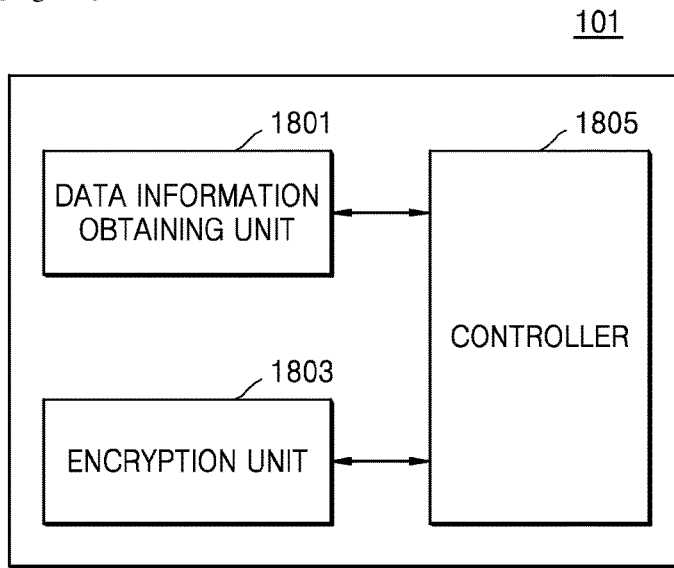 101
1801
1805
DATA INFORMATION
OBTAINING UNIT
CONTROLLER
1803
ENCRYPTION UNIT